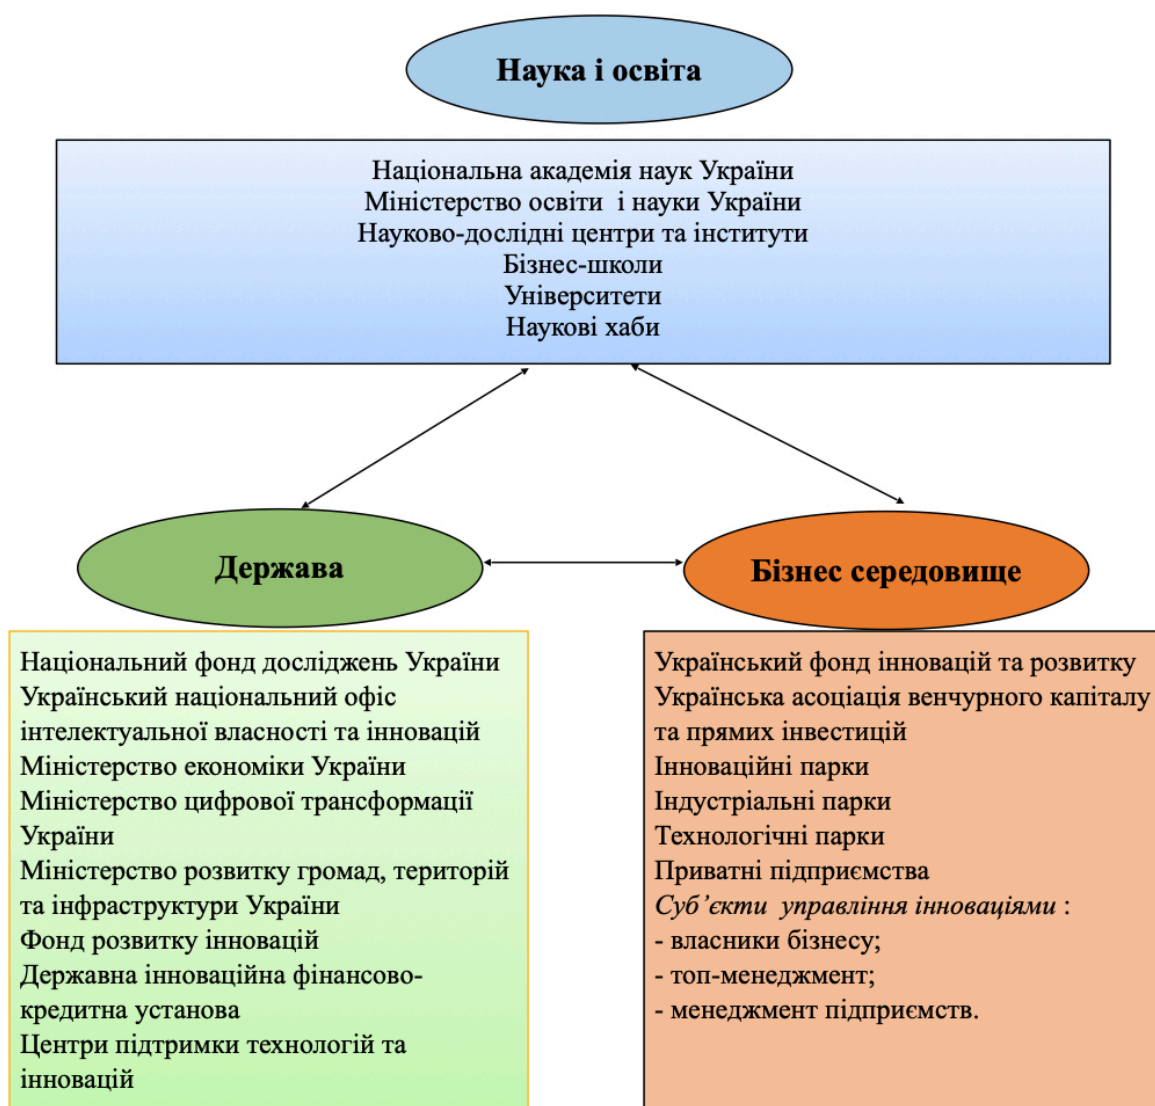 Наука і освіта
Національна академія наук України
Міністерство освіти і науки України
Науково-дослідні центри та інститути
Бізнес-школи
Університети
Наукові хаби
Держава
Національний фонд досліджень України
Український національний офіс
інтелектуальної власності та інновацій
Міністерство економіки України
Міністерство цифрової трансформації
України
Міністерство розвитку громад, територій
та інфраструктури України
Фонд розвитку інновацій
Державна інноваційна фінансово-
кредитна установа
Центри підтримки технологій та
інновацій
Бізнес середовище
Український фонд інновацій та розвитку
Українська асоціація венчурного капіталу
та прямих інвестицій
Інноваційні парки
Індустріальні парки
Технологічні парки
Приватні підприємства
Суб’єкти управління інноваціями :
- власники бізнесу;
- топ-менеджмент;
- менеджмент підприємств.